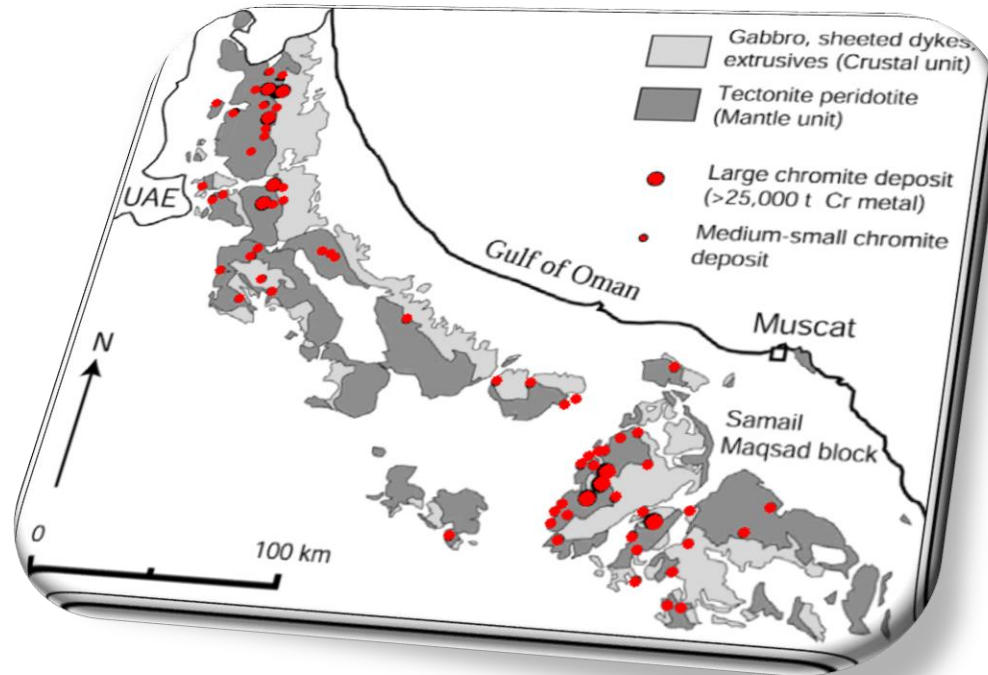 Gabbro, sheeted dykes,
extrusives (Crustal unit)
Tectonite peridotite
(Mantle unit)
Large chromite deposit
(>25,000 t Cr metal)
Medium-small chromite
deposit
UAE
Gulf of Oman
Muscat
N
Samail
Maqsad block
0
100 km